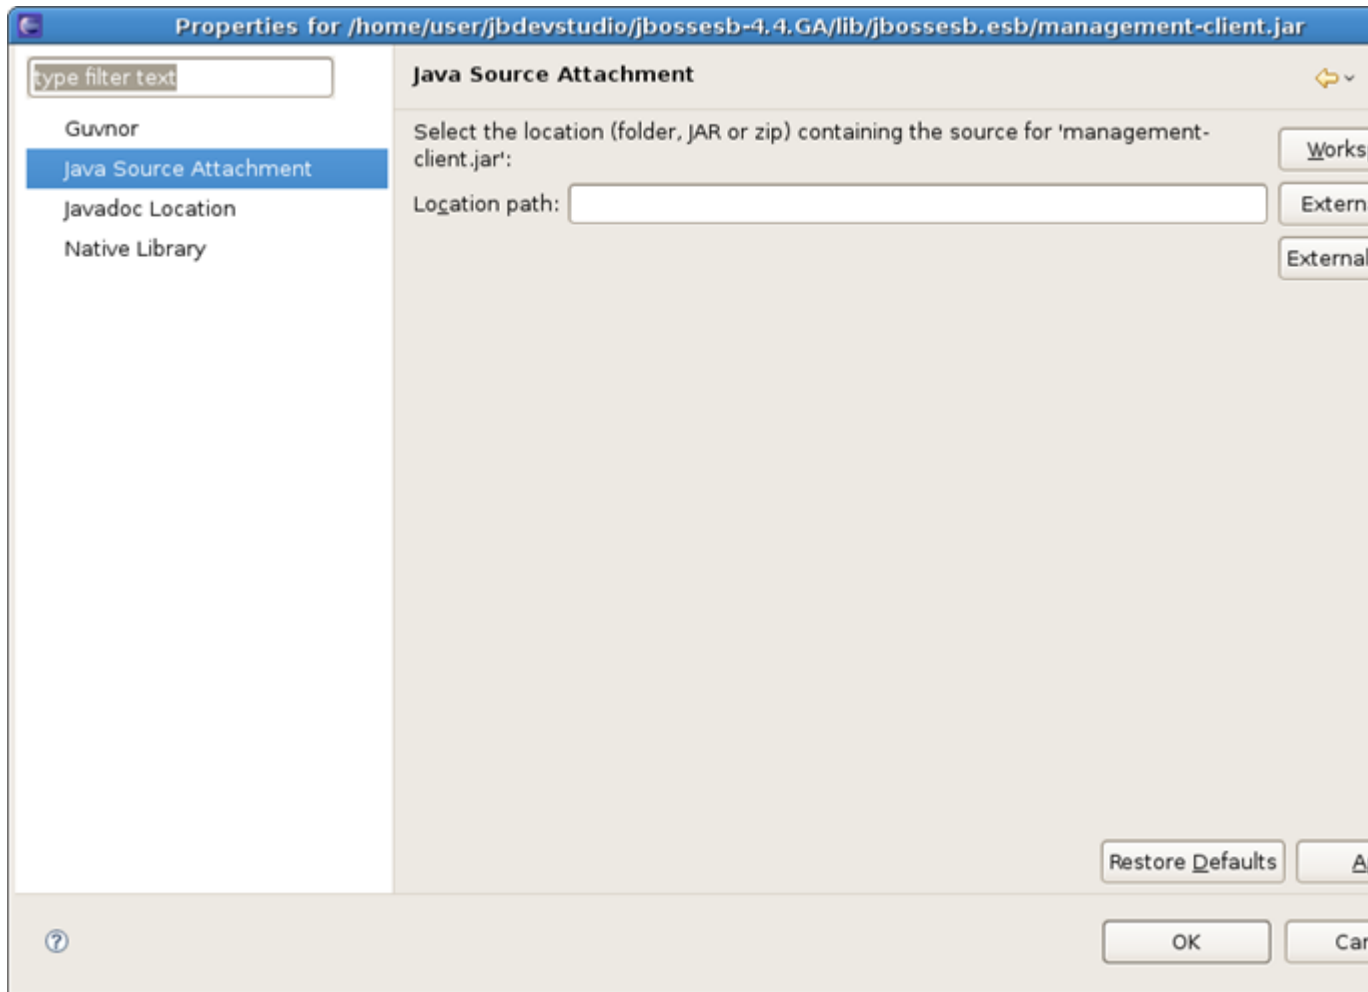 Properties for /home/user/jbdevstudio/jbossesb-4.4.GA/lib/jbossesb.esb/management-client.jar
type filter text
Guvnor
Java Source Attachment
Javadoc Location
Native Library
Java Source Attachment
Select the location (folder, JAR or zip) containing the source for 'management-
client.jar':
Location path:
Works
Extern
External
Restore Defaults
A
OK
Can